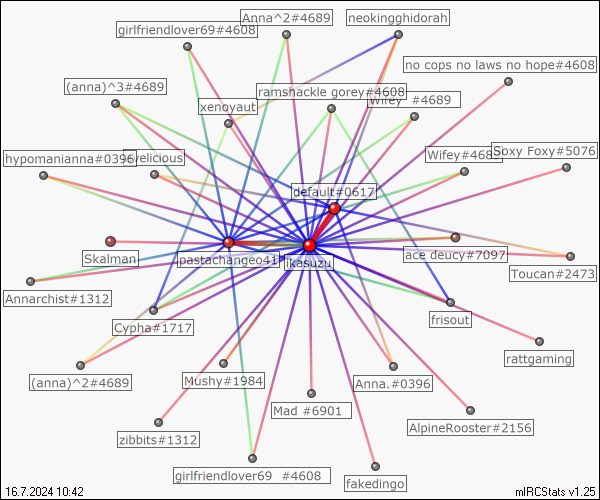 Anna^2#4689
neokingghidorah
girlfriendlover69#4608
no cops no laws no hope#4608
(anna)^3#4689
ramshackle gorey#4608
Wifey #4689
xenoyaut
Soxy Foxy#5076
hypomanianna#0396
velicious
Wifey#468
default#0617
Skalman
pastachangeo41
ikasuzu
ace deucy#7097
Toucan#2473
Annarchist#1312
Cypha#1717
frisout
rattgaming
(anna)^2#4689
Mushy#1984
Anna.#0396
Mad #6901
AlpineRooster#2156
zibbits#1312
girlfriendlover69 #4608
fakedingo
16.7.2024 10:42
mIRCStats v1.25